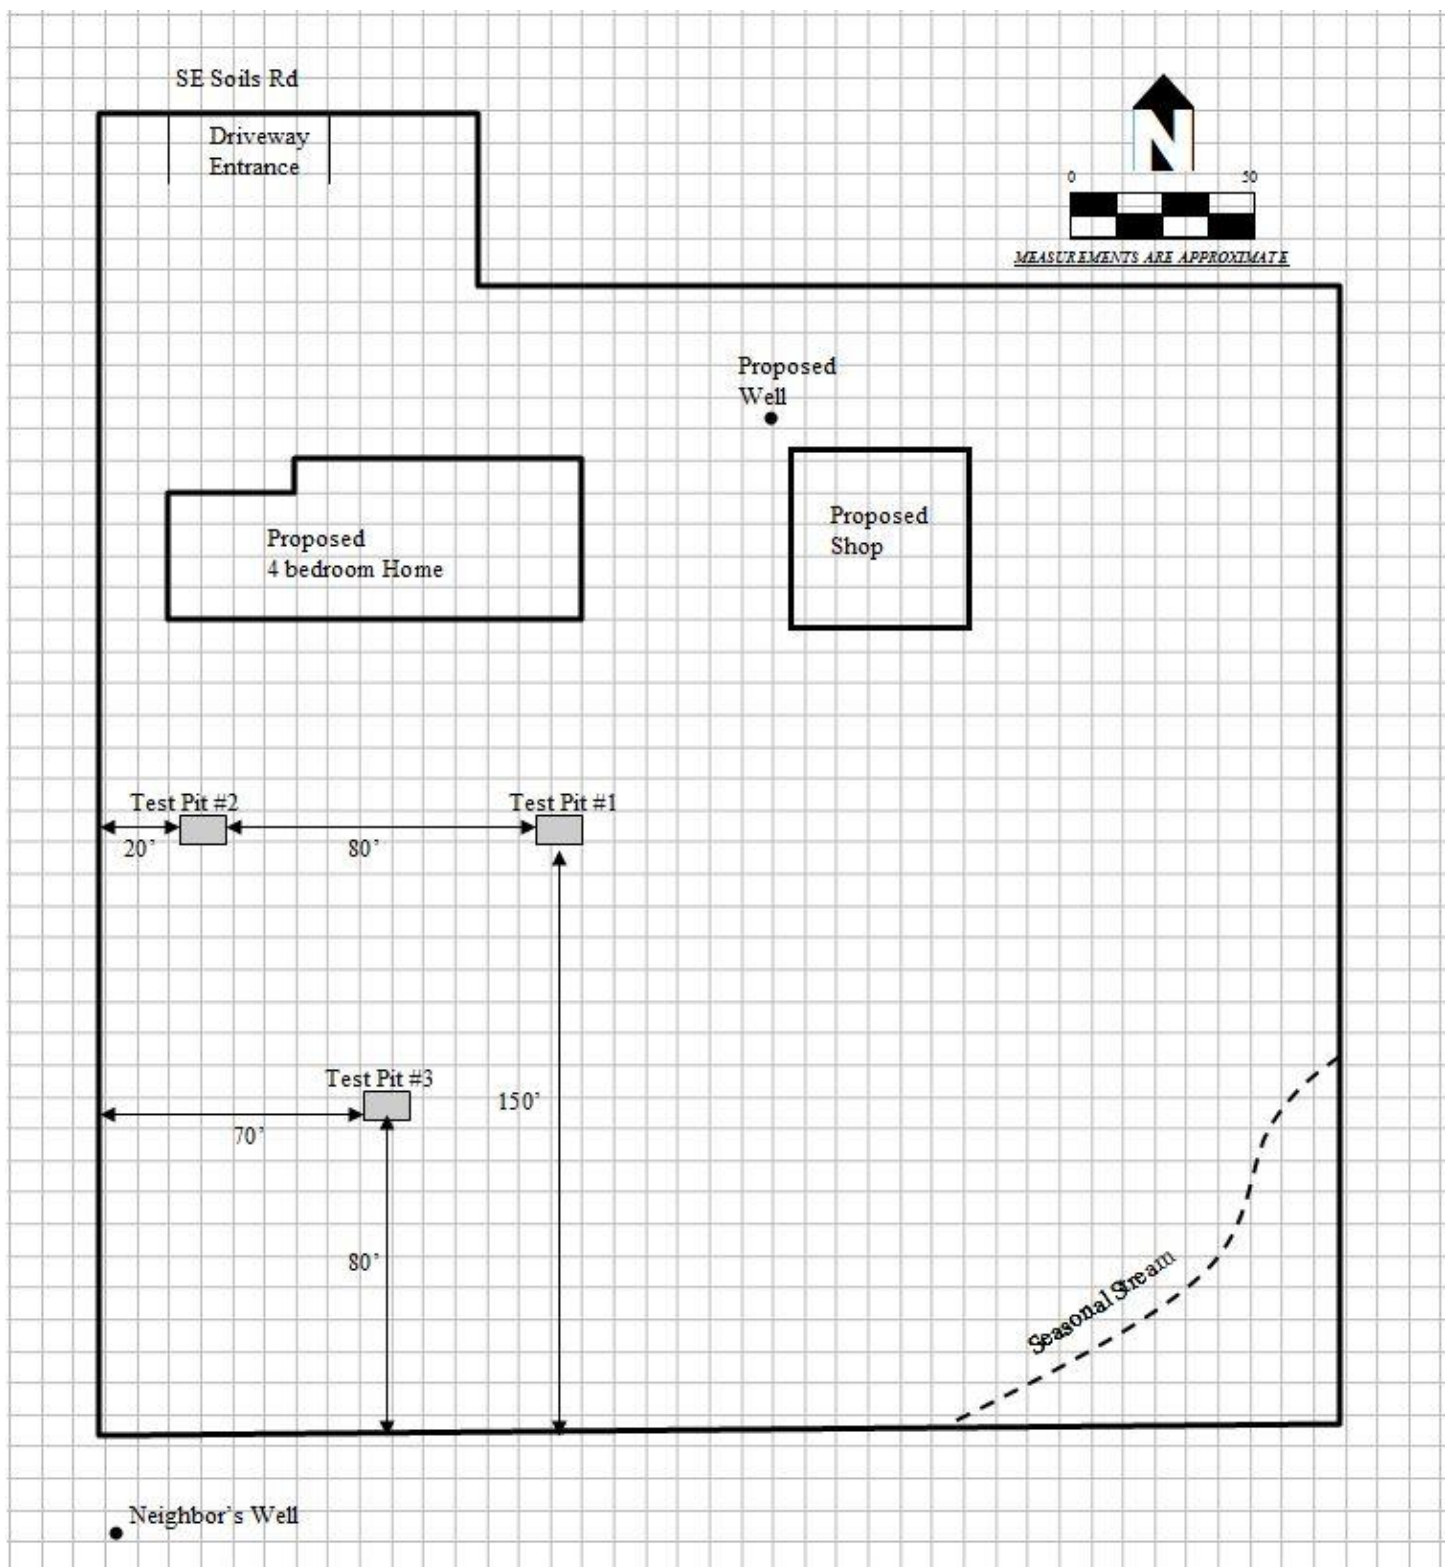 SE Soils Rd
Driveway
Entrance
N
0 50
MEASUREMENTS ARE APPROXIMATE
Proposed
Well
Proposed
4 bedroom Home
Proposed
Shop
Test Pit #2
Test Pit #1
20’
80’
Test Pit #3
150’
70’
80’
Seasonal Stream
Neighbor’s Well